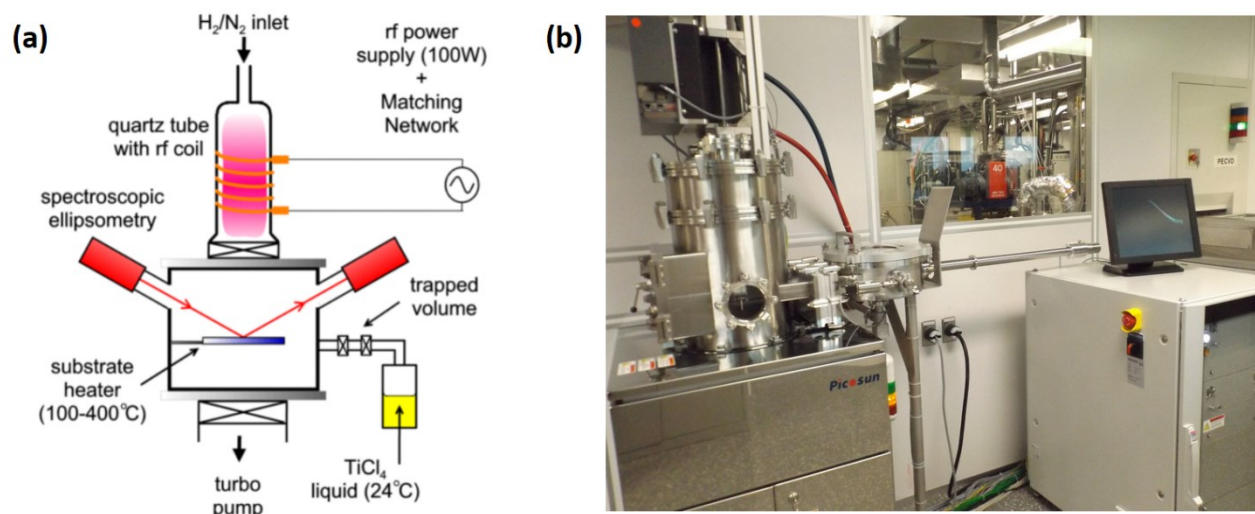 (a)
H₂/N₂ inlet
rf power
supply (100W)
+
Matching
Network
quartz tube
with rf coil
spectroscopic
ellipsometry
trapped
volume
substrate
heater
(100-400℃)
TiCl₄
liquid (24℃)
turbo
pump
(b)
40
PECVD
Picosun